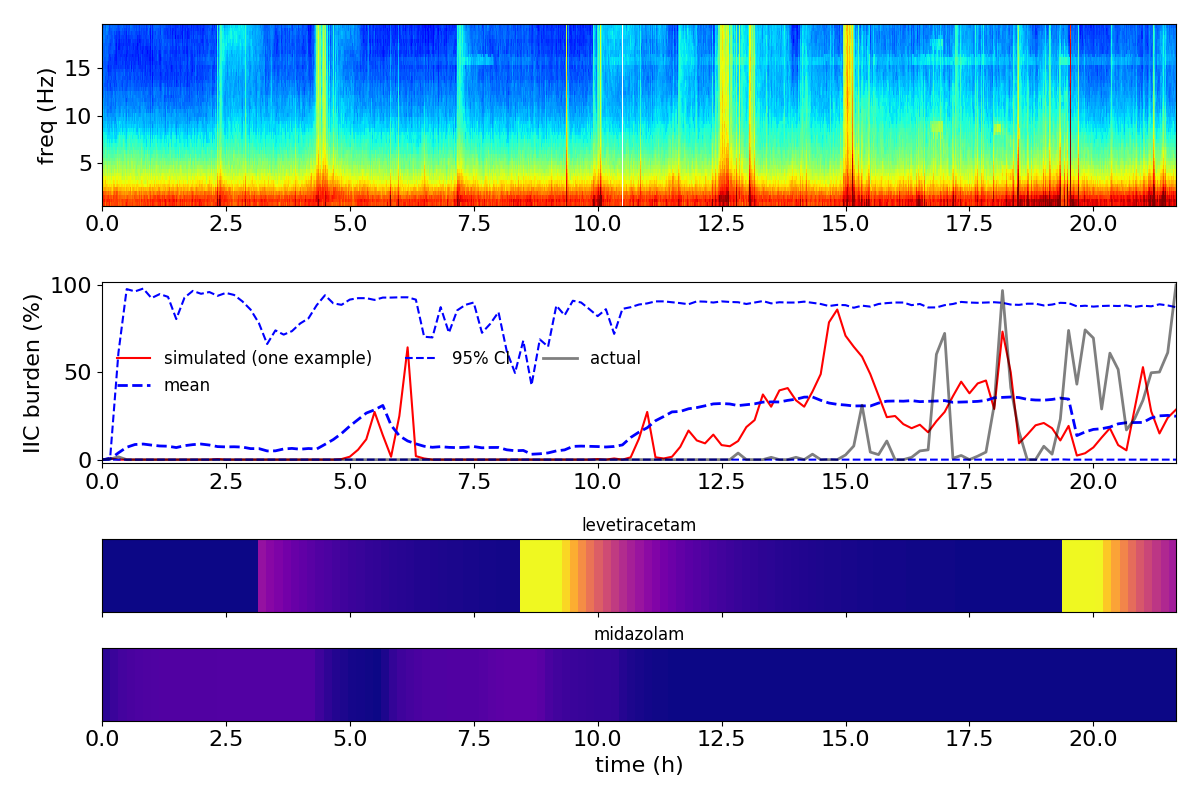 freq (Hz)
15
10
5
0.0 2.5 5.0 7.5 10.0 12.5 15.0 17.5 20.0
IIC burden (%)
100
50
0
simulated (one example) 95% CI actual
mean
0.0 2.5 5.0 7.5 10.0 12.5 15.0 17.5 20.0
levetiracetam
midazolam
0.0 2.5 5.0 7.5 10.0 12.5 15.0 17.5 20.0
time (h)